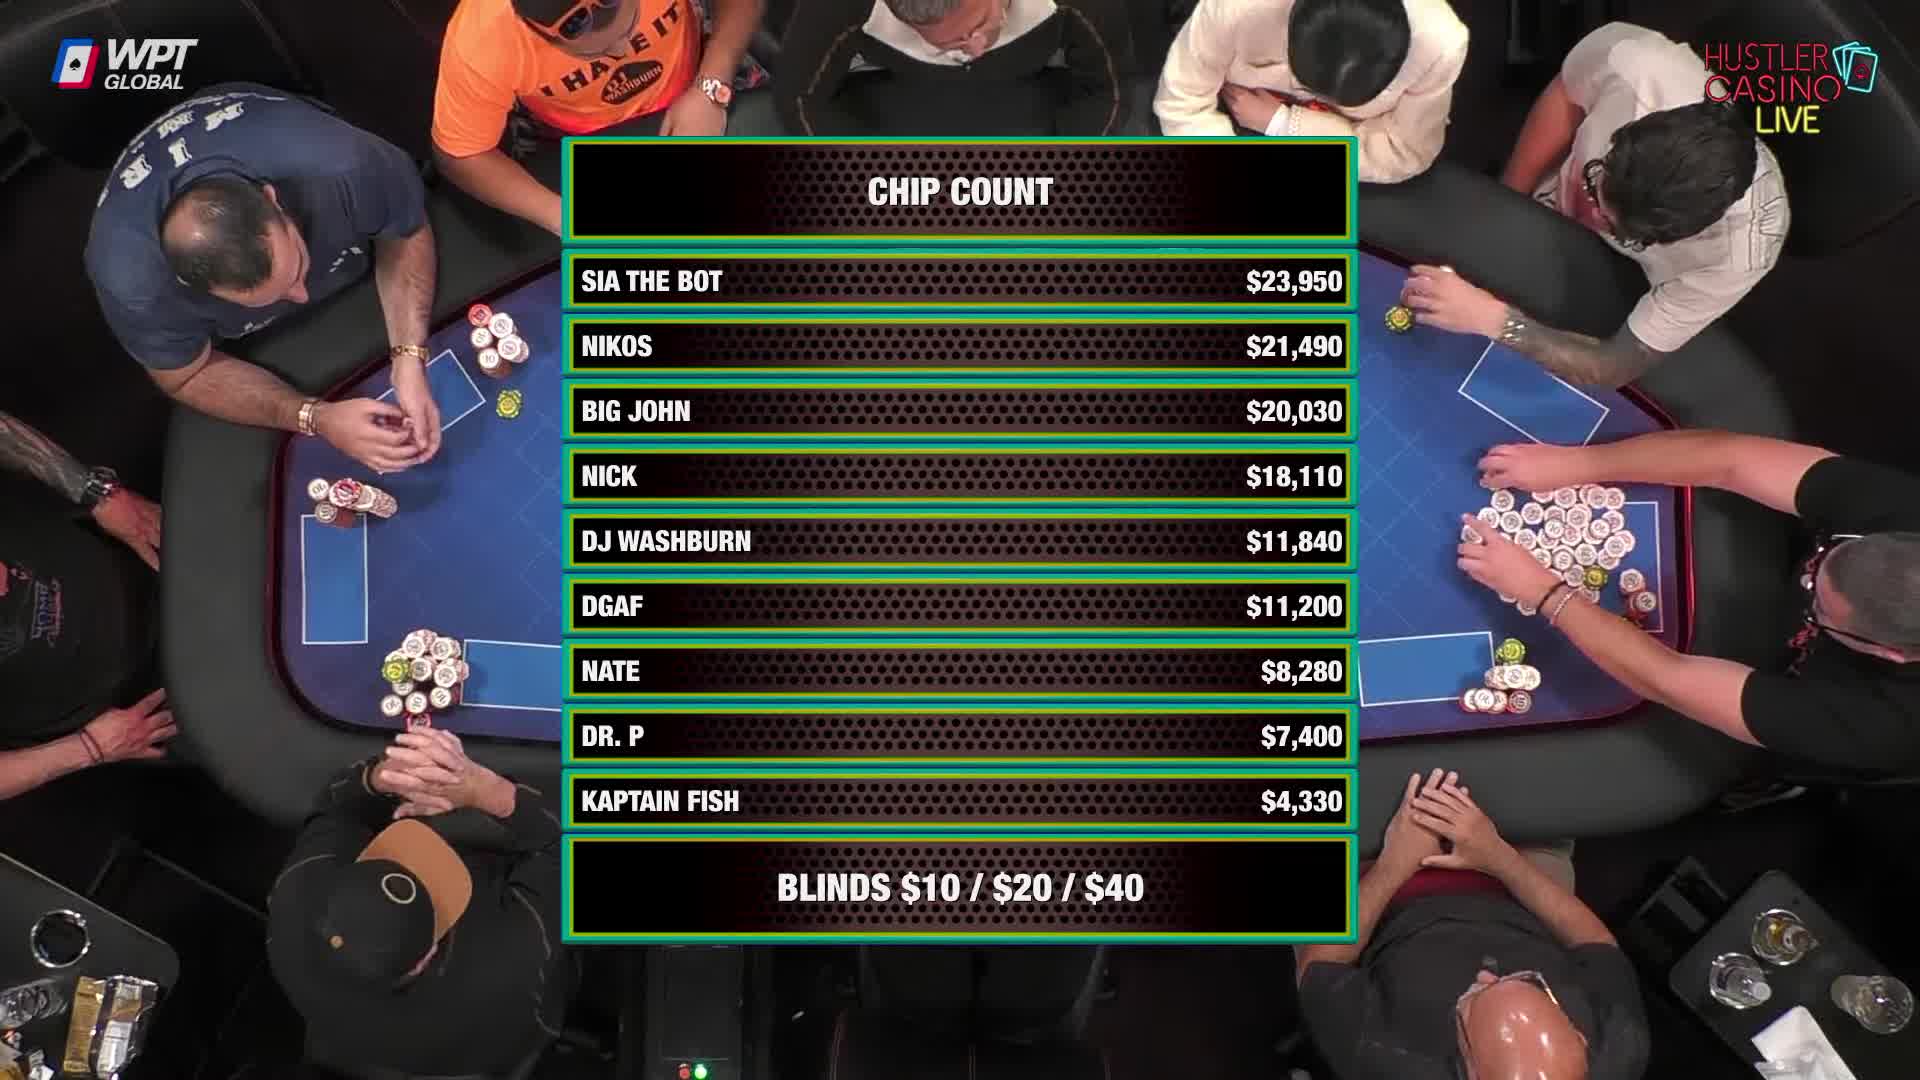 WPT
GLOBAL
HUSTLER
CASINO
LIVE
I HAVE IT
DJ
WASHBURN
CHIP COUNT
SIA THE BOT $23,950
NIKOS $21,490
BIG JOHN $20,030
NICK $18,110
DJ WASHBURN $11,840
DGAF $11,200
NATE $8,280
DR. P $7,400
KAPTAIN FISH $4,330
BLINDS $10 / $20 / $40